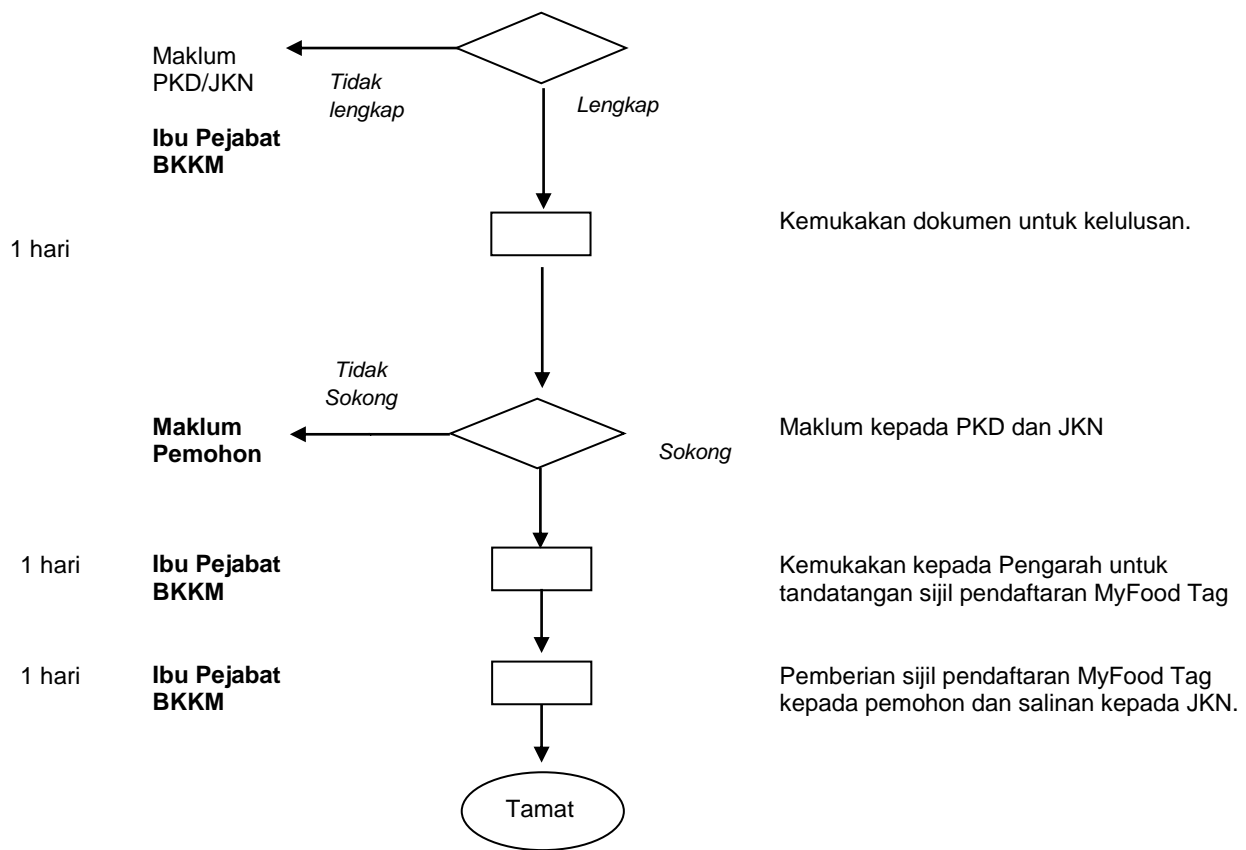 Maklum
PKD/JKN
Tidak
lengkap
Lengkap
Ibu Pejabat
BKKM
1 hari
Kemukakan dokumen untuk kelulusan.
Tidak
Sokong
Maklum
Pemohon
Sokong
Maklum kepada PKD dan JKN
1 hari
Ibu Pejabat
BKKM
Kemukakan kepada Pengarah untuk
tandatangan sijil pendaftaran MyFood Tag
1 hari
Ibu Pejabat
BKKM
Pemberian sijil pendaftaran MyFood Tag
kepada pemohon dan salinan kepada JKN.
Tamat